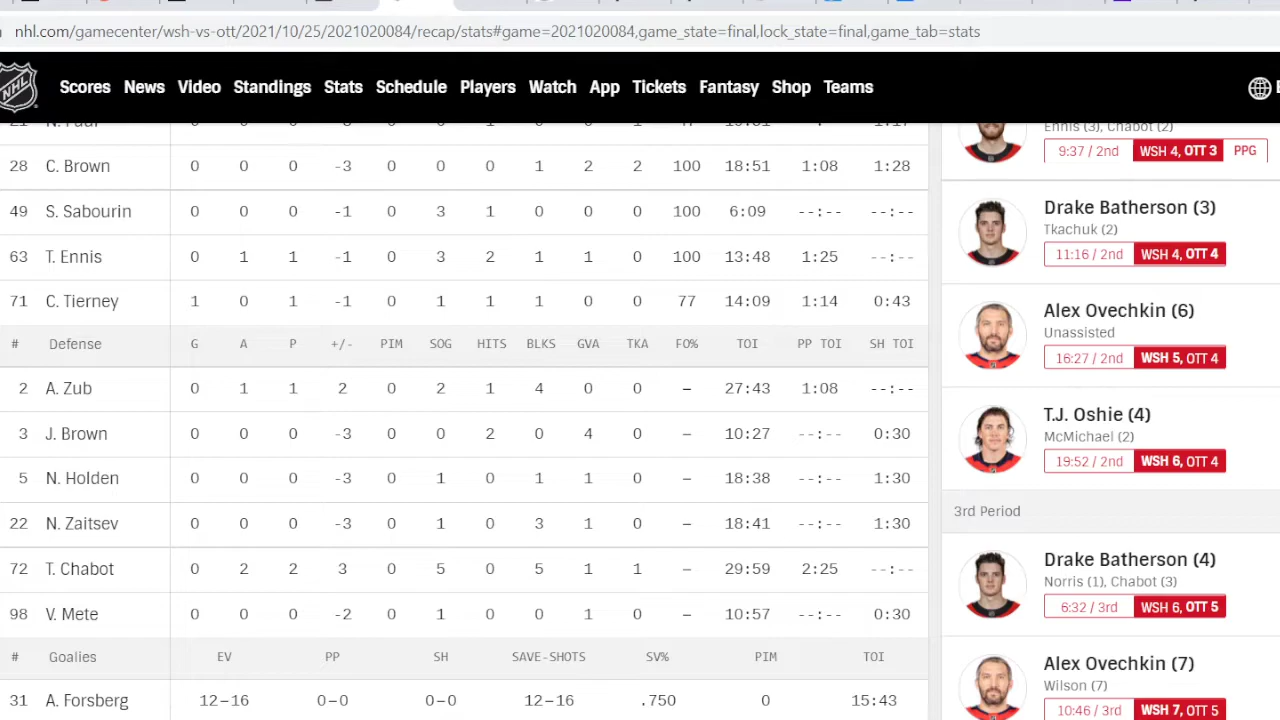 nhl.com/gamecenter/wsh-vs-ott/2021/10/25/2021020084/recap/stats#game=2021020084,game_state=final,lock_state=final,game_tab=stats
NHL
Scores News Video Standings Stats Schedule Players Watch App Tickets Fantasy Shop Teams
28 C. Brown 0 0 0 -3 0 0 0 1 2 2 100 18:51 1:08 1:28
49 S. Sabourin 0 0 0 -1 0 3 1 0 0 0 100 6:09 --:-- --:--
63 T. Ennis 0 1 1 -1 0 3 2 1 1 0 100 13:48 1:25 --:--
71 C. Tierney 1 0 1 -1 0 1 1 1 0 0 77 14:09 1:14 0:43
# Defense G A P +/- PIM SOG HITS BLKS GVA TKA FO% TOI PP TOI SH TOI
2 A. Zub 0 1 1 2 0 2 1 4 0 0 – 27:43 1:08 --:--
3 J. Brown 0 0 0 -3 0 0 2 0 4 0 – 10:27 --:-- 0:30
5 N. Holden 0 0 0 -3 0 1 0 1 1 0 – 18:38 --:-- 1:30
22 N. Zaitsev 0 0 0 -3 0 1 0 3 1 0 – 18:41 --:-- 1:30
72 T. Chabot 0 2 2 3 0 5 0 5 1 1 – 29:59 2:25 --:--
98 V. Mete 0 0 0 -2 0 1 0 0 1 0 – 10:57 --:-- 0:30
# Goalies EV PP SH SAVE-SHOTS SV% PIM TOI
31 A. Forsberg 12–16 0–0 0–0 12–16 .750 0 15:43
Ennis (3), Chabot (2)
9:37 / 2nd WSH 4, OTT 3 PPG
Drake Batherson (3)
Tkachuk (2)
11:16 / 2nd WSH 4, OTT 4
Alex Ovechkin (6)
Unassisted
16:27 / 2nd WSH 5, OTT 4
T.J. Oshie (4)
McMichael (2)
19:52 / 2nd WSH 6, OTT 4
3rd Period
Drake Batherson (4)
Norris (1), Chabot (3)
6:32 / 3rd WSH 6, OTT 5
Alex Ovechkin (7)
Wilson (7)
10:46 / 3rd WSH 7, OTT 5